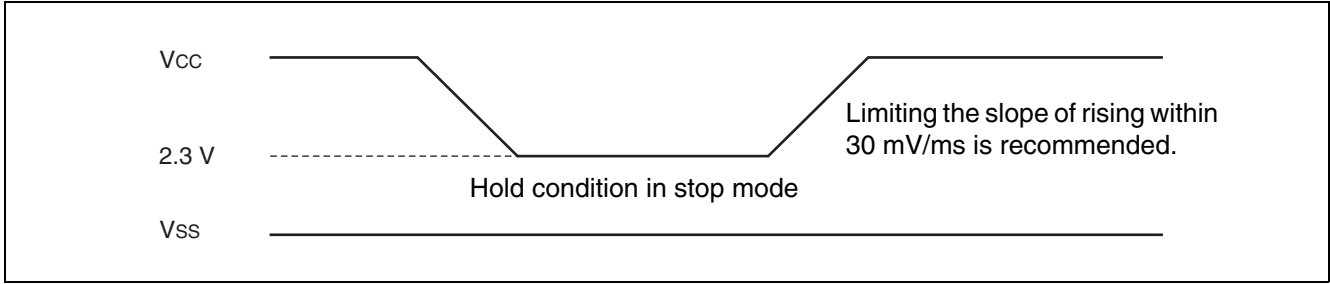 Vcc
Limiting the slope of rising within
30 mV/ms is recommended.
2.3 V
Hold condition in stop mode
Vss